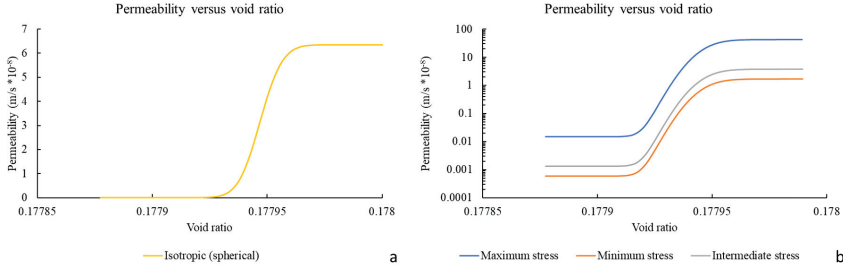 Permeability versus void ratio
Permeability (m/s *10⁻⁸)
7
6
5
4
3
2
1
0
0.17785
0.1779
0.17795
0.178
Void ratio
Isotropic (spherical)
a
Permeability versus void ratio
Permeability (m/s *10⁻⁸)
100
10
1
0.1
0.01
0.001
0.0001
0.17785
0.1779
0.17795
0.178
Void ratio
Maximum stress
Minimum stress
Intermediate stress
b